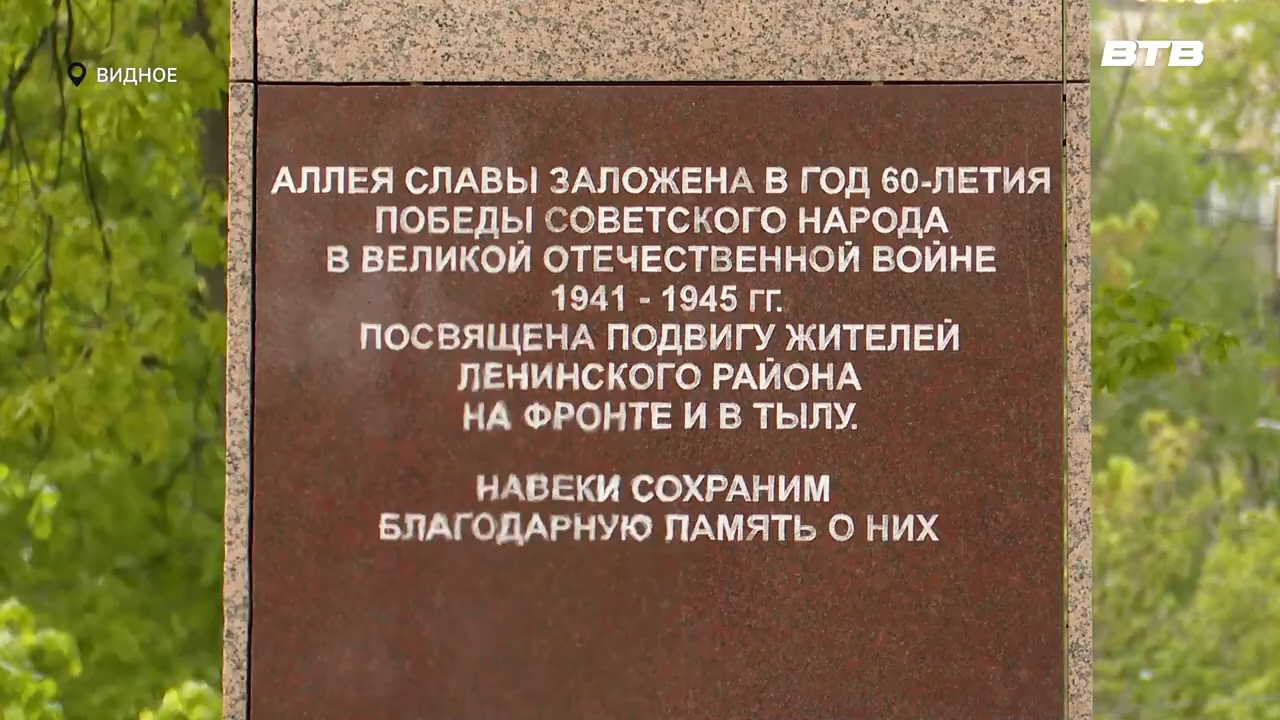 ВИДНОЕ
ВТВ
АЛЛЕЯ СЛАВЫ ЗАЛОЖЕНА В ГОД 60-ЛЕТИЯ
ПОБЕДЫ СОВЕТСКОГО НАРОДА
В ВЕЛИКОЙ ОТЕЧЕСТВЕННОЙ ВОЙНЕ
1941 - 1945 ГГ.
ПОСВЯЩЕНА ПОДВИГУ ЖИТЕЛЕЙ
ЛЕНИНСКОГО РАЙОНА
НА ФРОНТЕ И В ТЫЛУ.
НАВЕКИ СОХРАНИМ
БЛАГОДАРНУЮ ПАМЯТЬ О НИХ